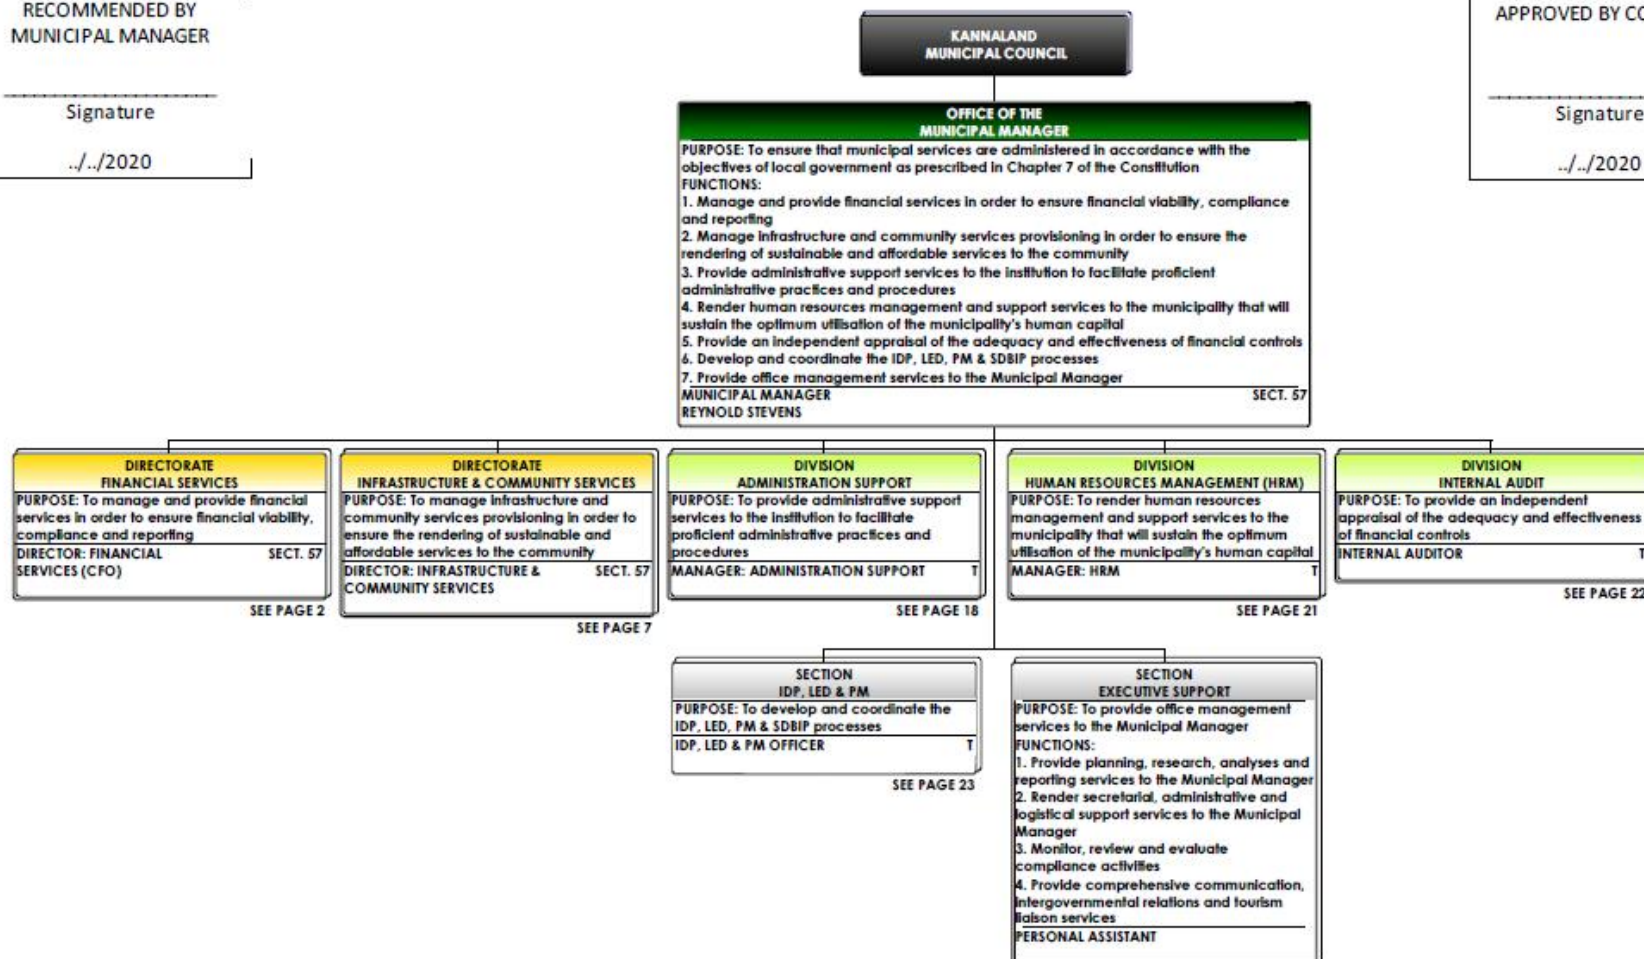 RECOMMENDED BY
MUNICIPAL MANAGER
Signature
../../2020
APPROVED BY CO
Signature
../../2020
KANNALAND
MUNICIPAL COUNCIL
OFFICE OF THE
MUNICIPAL MANAGER
PURPOSE: To ensure that municipal services are administered in accordance with the
objectives of local government as prescribed in Chapter 7 of the Constitution
FUNCTIONS:
1. Manage and provide financial services in order to ensure financial viability, compliance
and reporting
2. Manage infrastructure and community services provisioning in order to ensure the
rendering of sustainable and affordable services to the community
3. Provide administrative support services to the institution to facilitate proficient
administrative practices and procedures
4. Render human resources management and support services to the municipality that will
sustain the optimum utilisation of the municipality's human capital
5. Provide an independent appraisal of the adequacy and effectiveness of financial controls
6. Develop and coordinate the IDP, LED, PM & SDBIP processes
7. Provide office management services to the Municipal Manager
MUNICIPAL MANAGER SECT. 57
REYNOLD STEVENS
DIRECTORATE
FINANCIAL SERVICES
PURPOSE: To manage and provide financial
services in order to ensure financial viability,
compliance and reporting
DIRECTOR: FINANCIAL SECT. 57
SERVICES (CFO)
SEE PAGE 2
DIRECTORATE
INFRASTRUCTURE & COMMUNITY SERVICES
PURPOSE: To manage infrastructure and
community services provisioning in order to
ensure the rendering of sustainable and
affordable services to the community
DIRECTOR: INFRASTRUCTURE & SECT. 57
COMMUNITY SERVICES
SEE PAGE 7
DIVISION
ADMINISTRATION SUPPORT
PURPOSE: To provide administrative support
services to the institution to facilitate
proficient administrative practices and
procedures
MANAGER: ADMINISTRATION SUPPORT T
SEE PAGE 18
DIVISION
HUMAN RESOURCES MANAGEMENT (HRM)
PURPOSE: To render human resources
management and support services to the
municipality that will sustain the optimum
utilisation of the municipality's human capital
MANAGER: HRM T
SEE PAGE 21
DIVISION
INTERNAL AUDIT
PURPOSE: To provide an independent
appraisal of the adequacy and effectiveness
of financial controls
INTERNAL AUDITOR T
SEE PAGE 22
SECTION
IDP, LED & PM
PURPOSE: To develop and coordinate the
IDP, LED, PM & SDBIP processes
IDP, LED & PM OFFICER T
SEE PAGE 23
SECTION
EXECUTIVE SUPPORT
PURPOSE: To provide office management
services to the Municipal Manager
FUNCTIONS:
1. Provide planning, research, analyses and
reporting services to the Municipal Manager
2. Render secretarial, administrative and
logistical support services to the Municipal
Manager
3. Monitor, review and evaluate
compliance activities
4. Provide comprehensive communication,
intergovernmental relations and tourism
liaison services
PERSONAL ASSISTANT